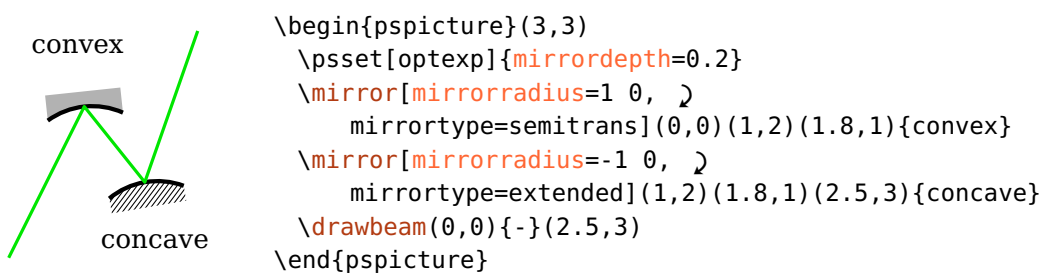 convex
concave
\begin{pspicture}(3,3)
\psset[optexp]{mirrordepth=0.2}
\mirror[mirrorradius=1 0,
mirrortype=semitrans](0,0)(1,2)(1.8,1){convex}
\mirror[mirrorradius=-1 0,
mirrortype=extended](1,2)(1.8,1)(2.5,3){concave}
\drawbeam(0,0){-}(2.5,3)
\end{pspicture}